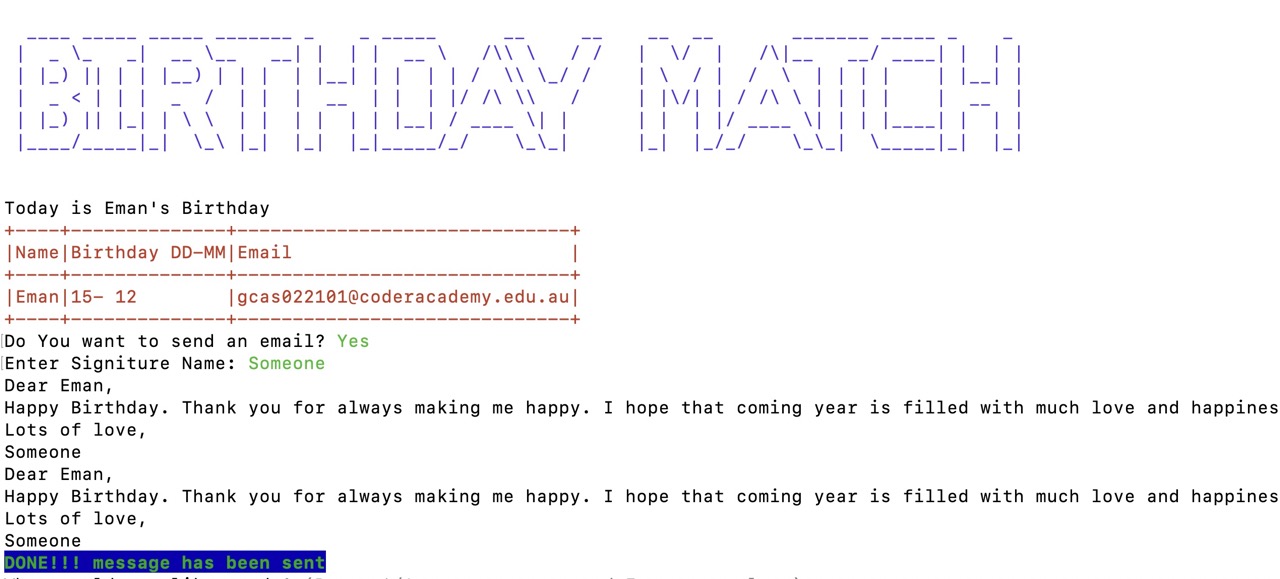 BIRTHDAY MATCH
Today is Eman's Birthday
|Name|Birthday DD-MM|Email|
|Eman|15- 12|gcas022101@coderacademy.edu.au|
Do You want to send an email? Yes
Enter Signiture Name: Someone
Dear Eman,
Happy Birthday. Thank you for always making me happy. I hope that coming year is filled with much love and happines
Lots of love,
Someone
Dear Eman,
Happy Birthday. Thank you for always making me happy. I hope that coming year is filled with much love and happines
Lots of love,
Someone
DONE!!! message has been sent